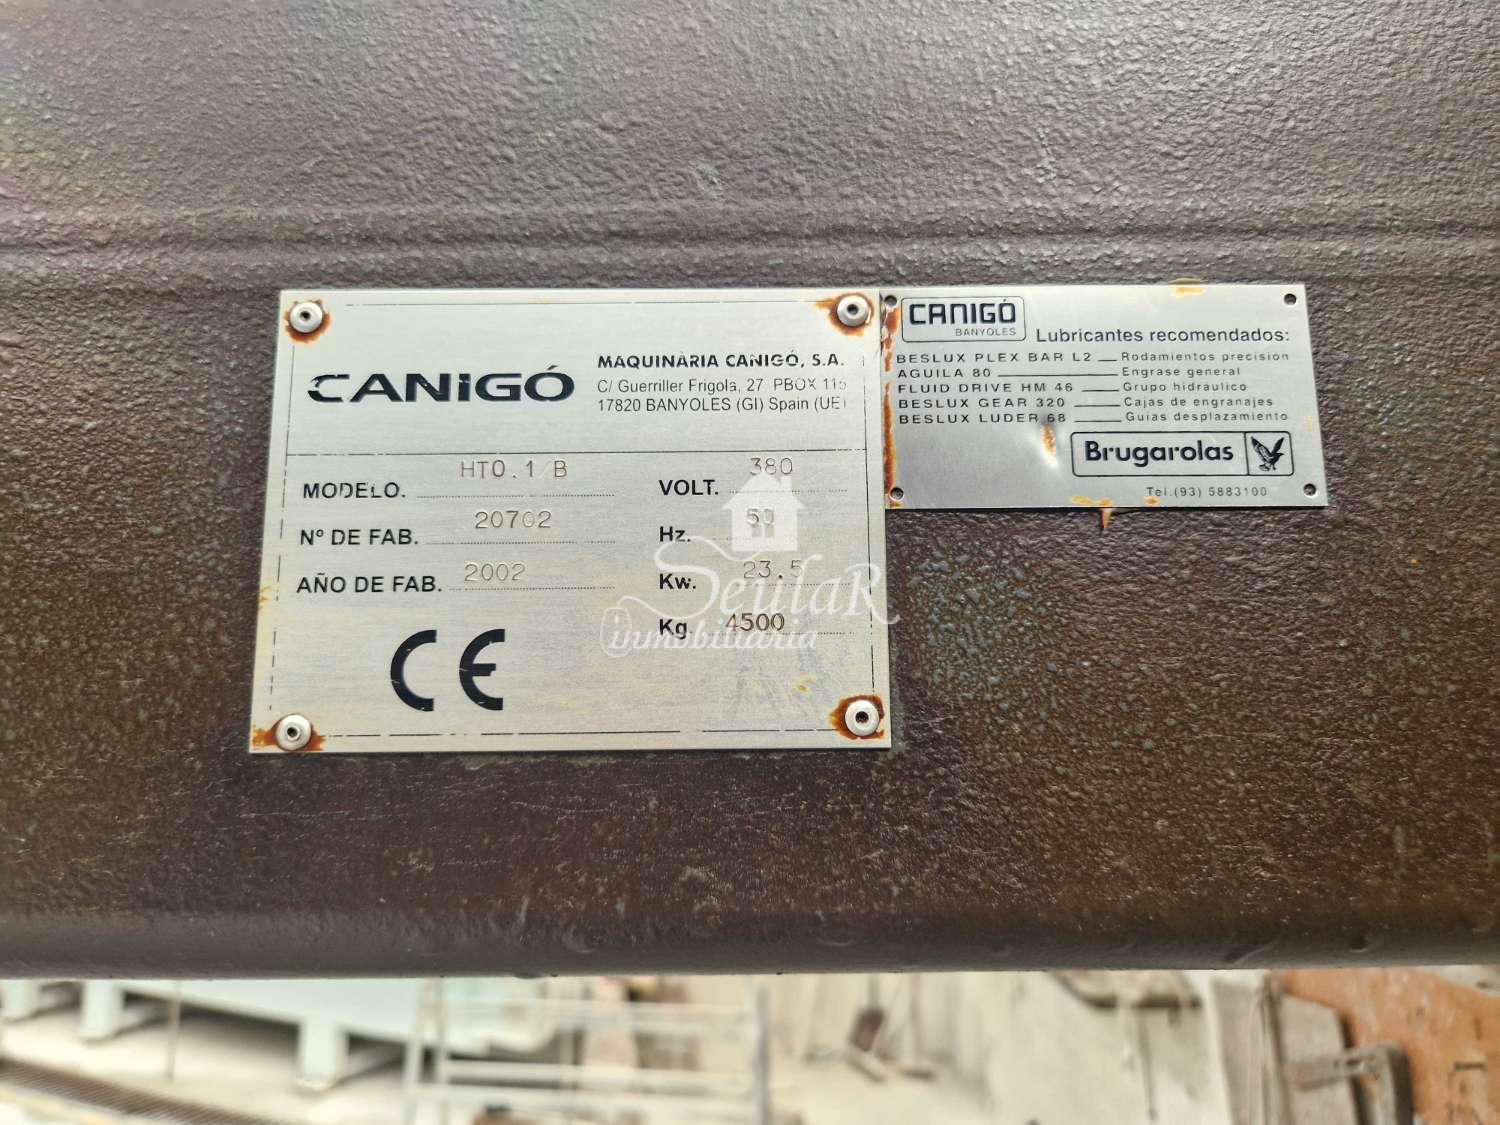 CANIGÓ
MAQUINÀRIA CANIGÓ, S.A.
C/ Guerriller Frigola, 27 PBOX 115
17820 BANYOLES (GI) Spain (UE)
MODELO. HT0.1/B
Nº DE FAB. 20702
AÑO DE FAB. 2002
VOLT. 380
Hz. 50
Kw. 23.5
Kg. 4500
CE
CANIGÓ
BANYOLES
Lubricantes recomendados:
BESLUX PLEX BAR L2 Rodamientos precision
AGUILA 80 Engrase general
FLUID DRIVE HM 46 Grupo hidráulico
BESLUX GEAR 320 Cajas de engranajes
BESLUX LUDER 68 Guias desplazamiento
Brugarolas
Tel.(93) 5883100
SeulaR
inmobiliaria